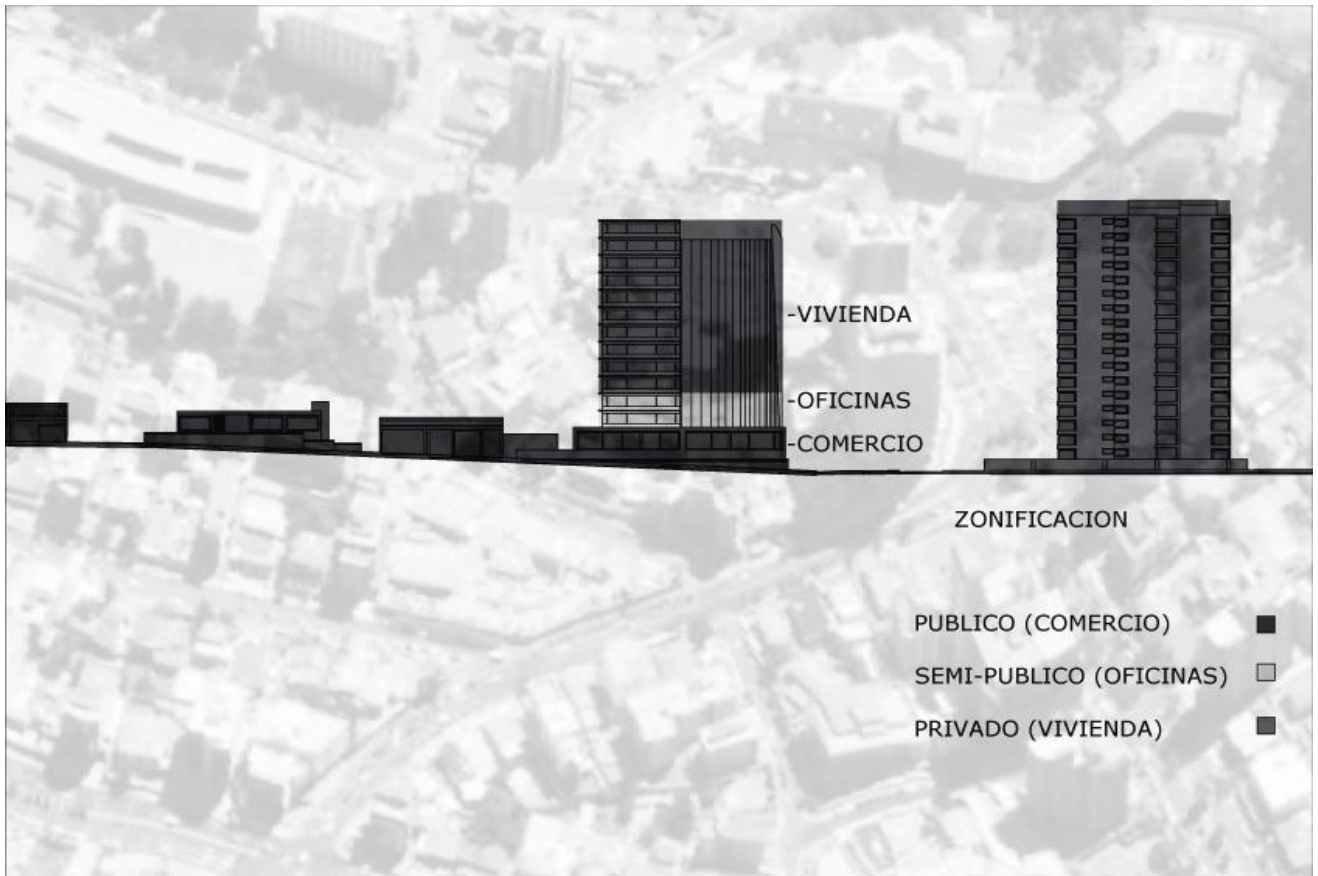 -VIVIENDA
-OFICINAS
-COMERCIO
ZONIFICACION
PUBLICO (COMERCIO)
SEMI-PUBLICO (OFICINAS)
PRIVADO (VIVIENDA)